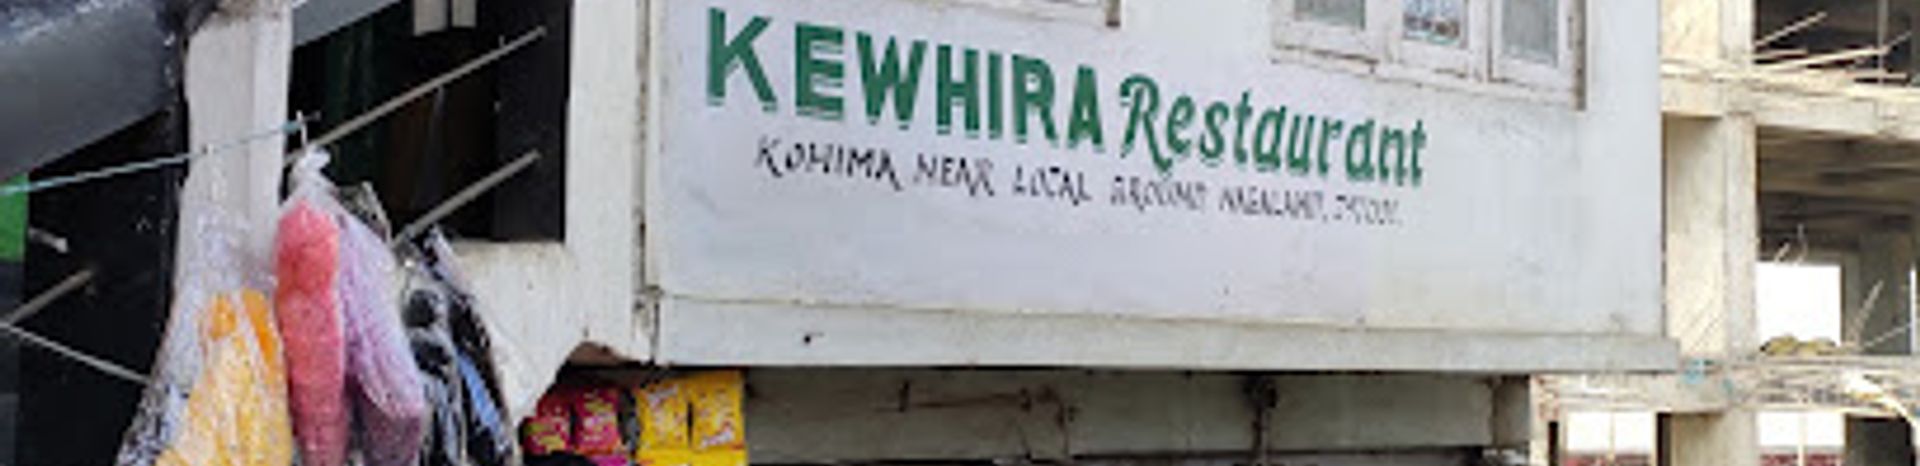 KEWHIRA Restaurant
KOHIMA NEAR LOCAL GROUND NAGALAND,